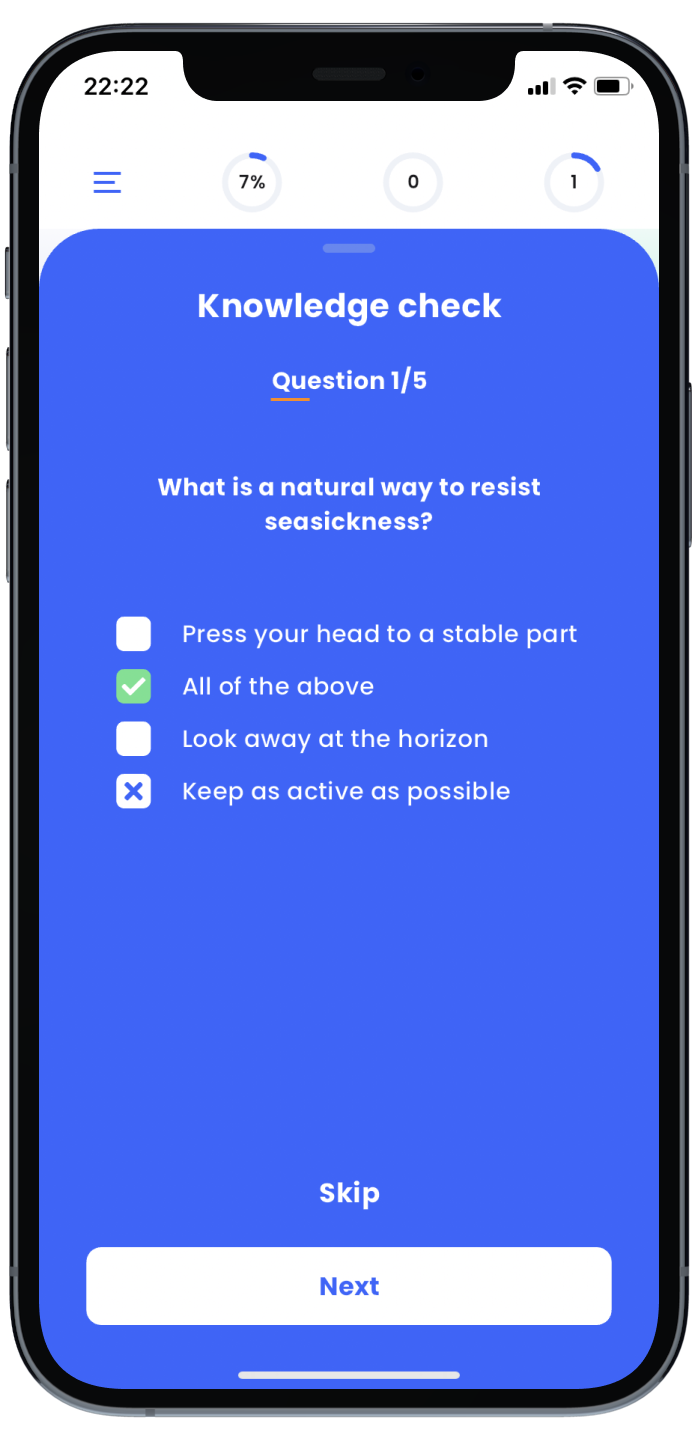 22:22
7%
0
1
Knowledge check
Question 1/5
What is a natural way to resist
seasickness?
Press your head to a stable part
All of the above
Look away at the horizon
Keep as active as possible
Skip
Next